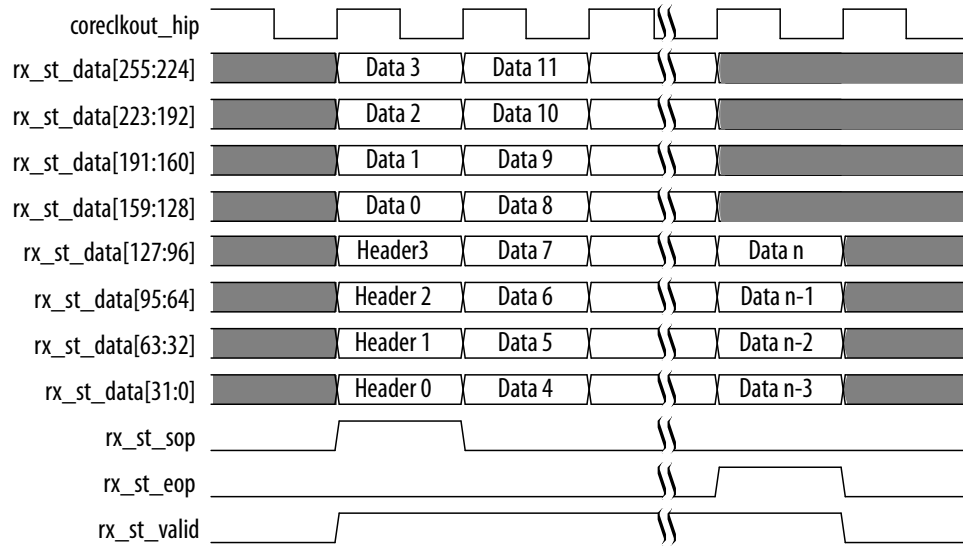 coreclkout_hip
rx_st_data[255:224] Data 3 Data 11
rx_st_data[223:192] Data 2 Data 10
rx_st_data[191:160] Data 1 Data 9
rx_st_data[159:128] Data 0 Data 8
rx_st_data[127:96] Header3 Data 7 Data n
rx_st_data[95:64] Header 2 Data 6 Data n-1
rx_st_data[63:32] Header 1 Data 5 Data n-2
rx_st_data[31:0] Header 0 Data 4 Data n-3
rx_st_sop
rx_st_eop
rx_st_valid